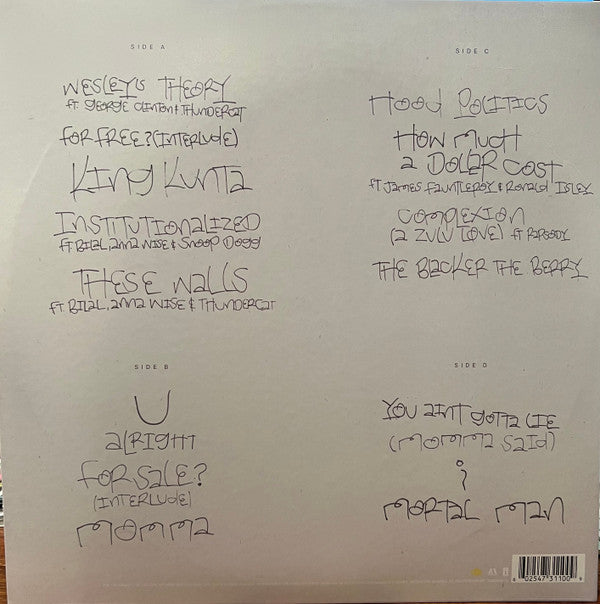 SIDE A
WESLEY'S THEORY
ft GEORGE CLINTON & THUNDERCAT
FOR FREE? (INTERLUDE)
KING KUNTA
INSTITUTIONALIZED
ft BILAL, ANNA WISE & SNOOP DOGG
THESE WALLS
ft BILAL, ANNA WISE & THUNDERCAT
SIDE B
U
ALRIGHT
FOR SALE?
(INTERLUDE)
MOMMA
SIDE C
HOOD POLITICS
HOW MUCH
A DOLLAR COST
ft JAMES FAUNTLEROY & RONALD ISLEY
COMPLEXION
(A ZULU LOVE) ft RAPSODY
THE BLACKER THE BERRY
SIDE D
YOU AINT GOTTA LIE
(MOMMA SAID)
i
MORTAL MAN
02547 31100